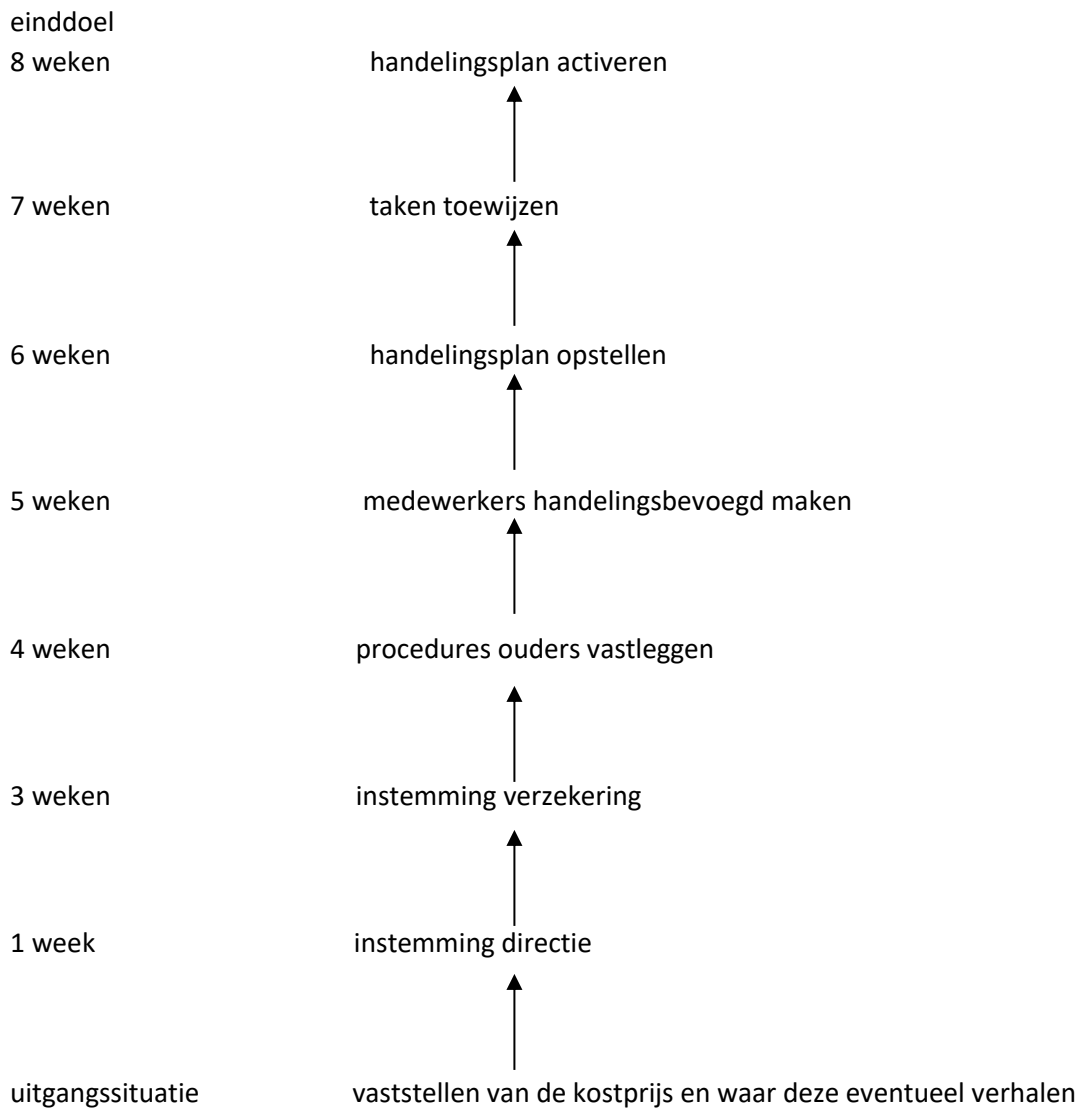 einddoel
8 weken handelingsplan activeren
7 weken taken toewijzen
6 weken handelingsplan opstellen
5 weken medewerkers handelingsbevoegd maken
4 weken procedures ouders vastleggen
3 weken instemming verzekering
1 week instemming directie
uitgangssituatie vaststellen van de kostprijs en waar deze eventueel verhalen